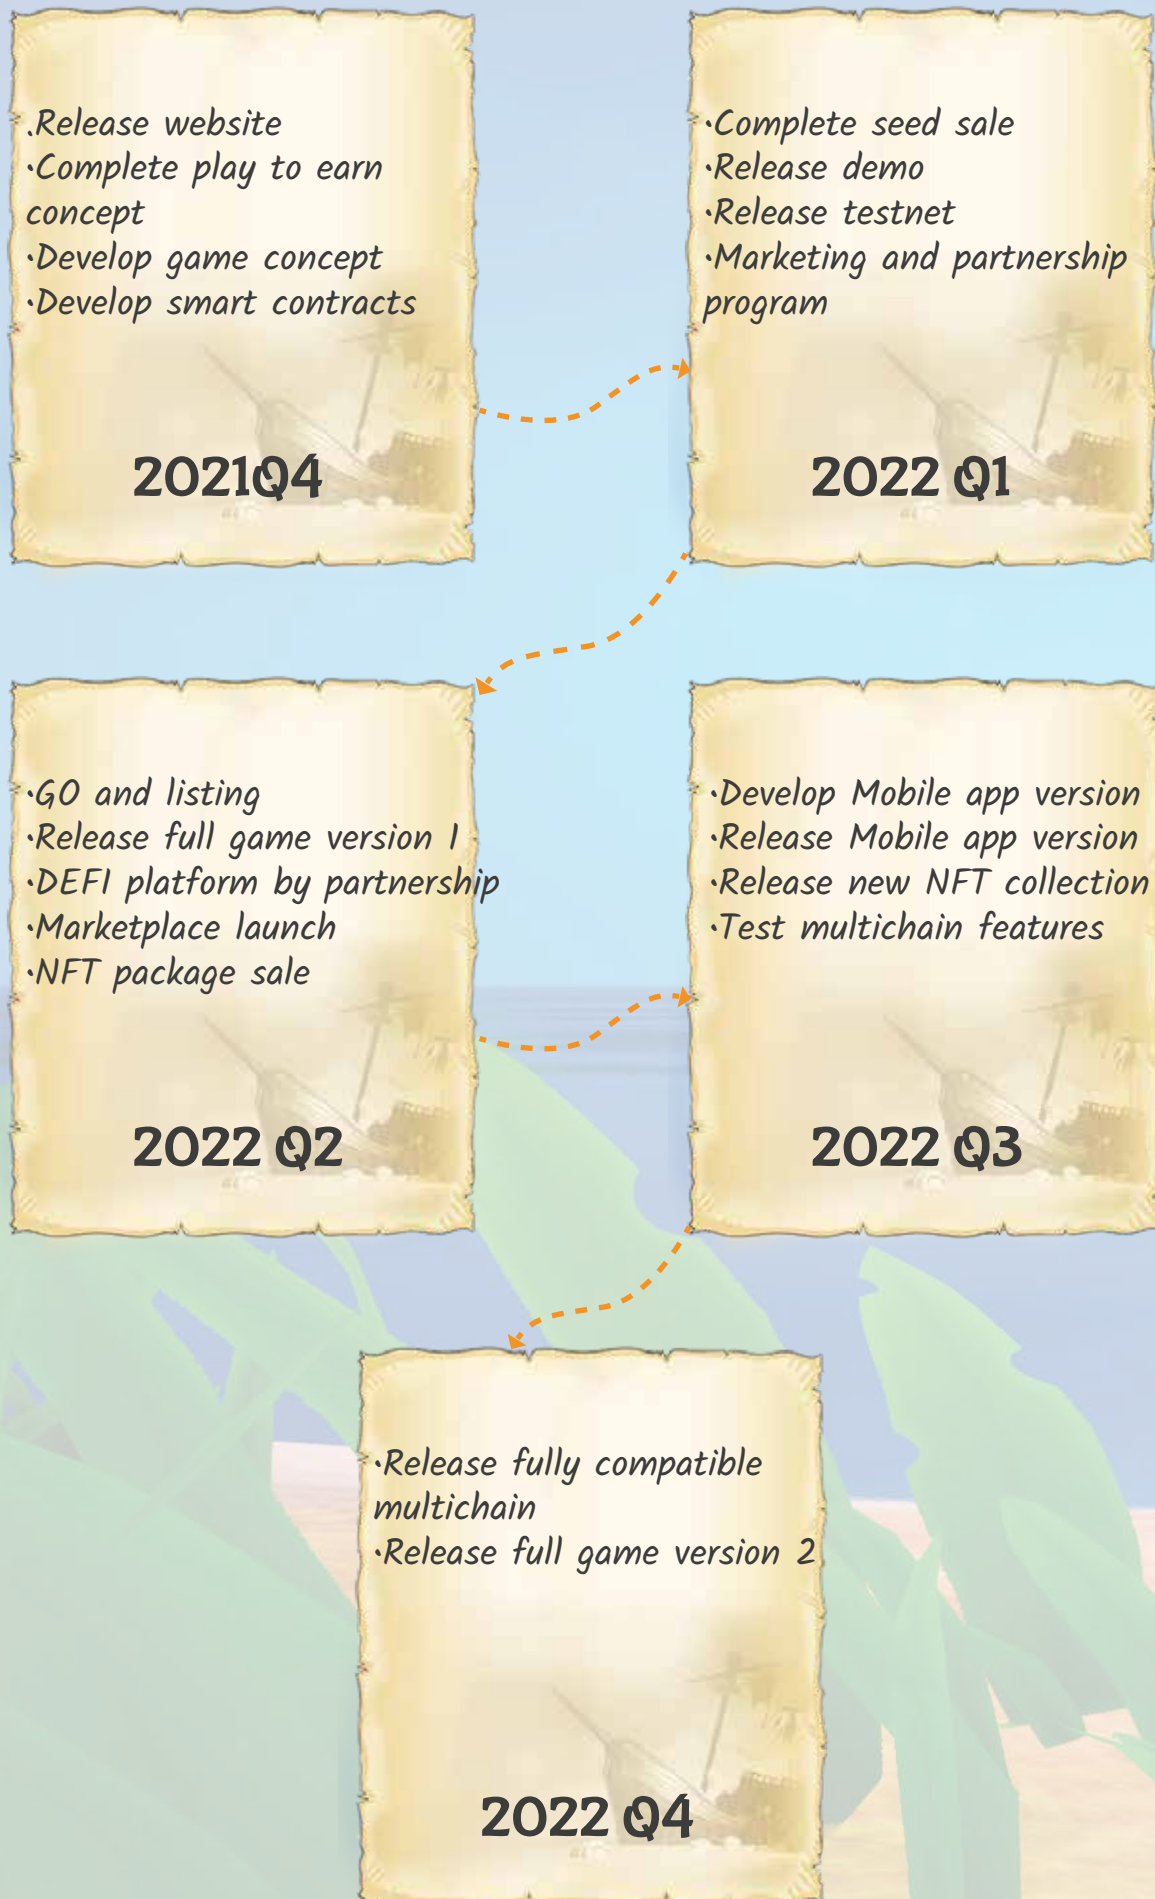 .Release website
·Complete play to earn
concept
·Develop game concept
·Develop smart contracts
2021Q4
·Complete seed sale
·Release demo
·Release testnet
·Marketing and partnership
program
2022 Q1
·GO and listing
·Release full game version 1
·DEFI platform by partnership
·Marketplace launch
·NFT package sale
2022 Q2
·Develop Mobile app version
·Release Mobile app version
·Release new NFT collection
·Test multichain features
2022 Q3
·Release fully compatible
multichain
·Release full game version 2
2022 Q4